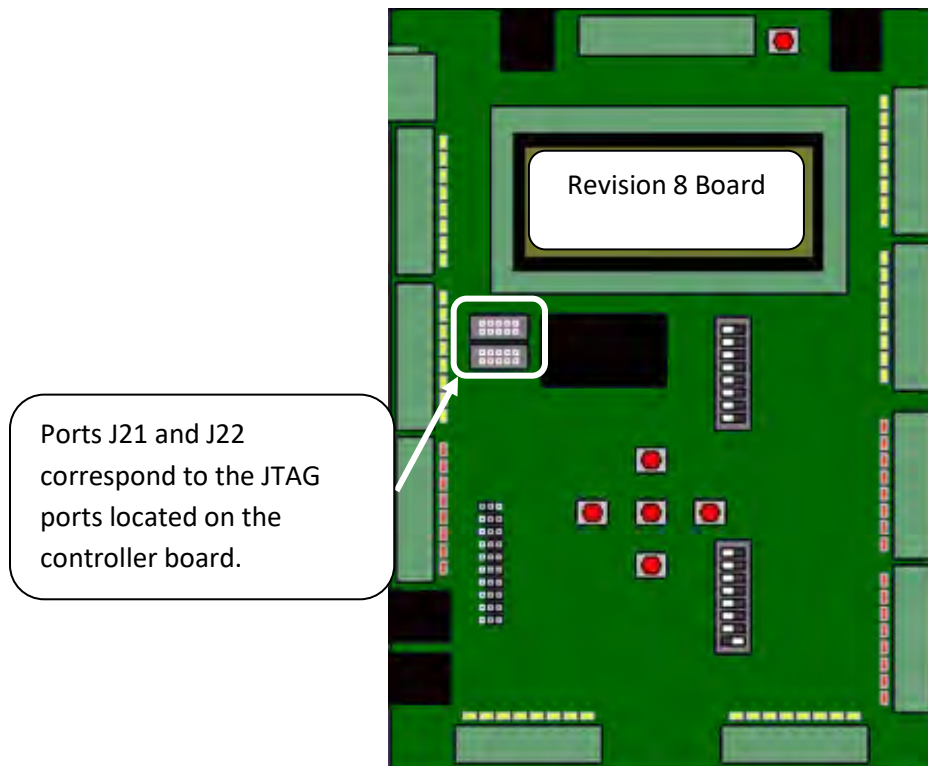 Revision 8 Board
Ports J21 and J22
correspond to the JTAG
ports located on the
controller board.